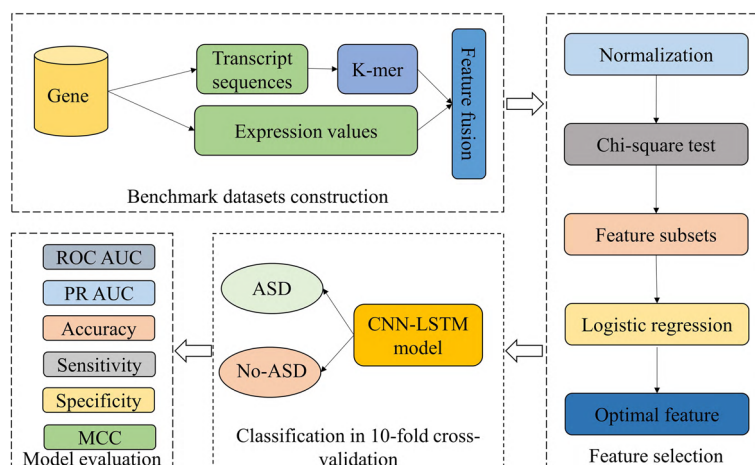 Gene
Transcript
sequences
K-mer
Expression values
Feature fusion
Benchmark datasets construction
Normalization
Chi-square test
Feature subsets
Logistic regression
Optimal feature
Feature selection
CNN-LSTM
model
ASD
No-ASD
Classification in 10-fold cross-
validation
ROC AUC
PR AUC
Accuracy
Sensitivity
Specificity
MCC
Model evaluation